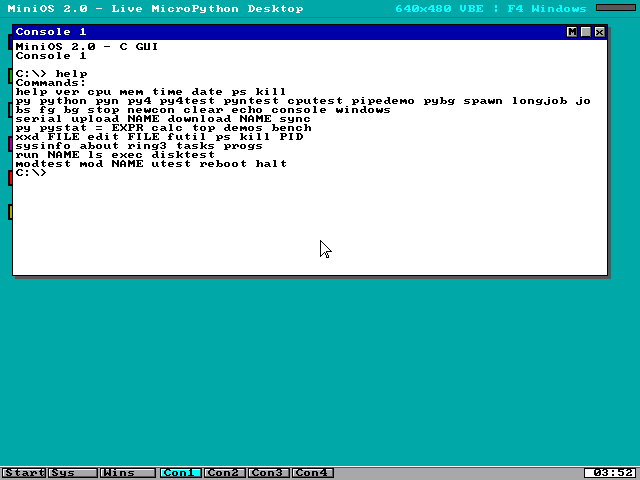 MiniOS 2.0 - Live MicroPython Desktop
640x480 VBE | F4 Windows
Console 1
M
MiniOS 2.0 - C GUI
Console 1
C:\> help
Commands:
help ver cpu mem time date ps kill
py python pyn py4 py4test pyntest cputest pipedemo pybg spawn longjob jo
bs fg bg stop newcon clear echo console windows
serial upload NAME download NAME sync
py pystat = EXPR calc top demos bench
xxd FILE edit FILE futil ps kill PID
sysinfo about ring3 tasks progs
run NAME ls exec disktest
modtest mod NAME utest reboot halt
C:\>
Start Sys Wins Con1 Con2 Con3 Con4 03:52